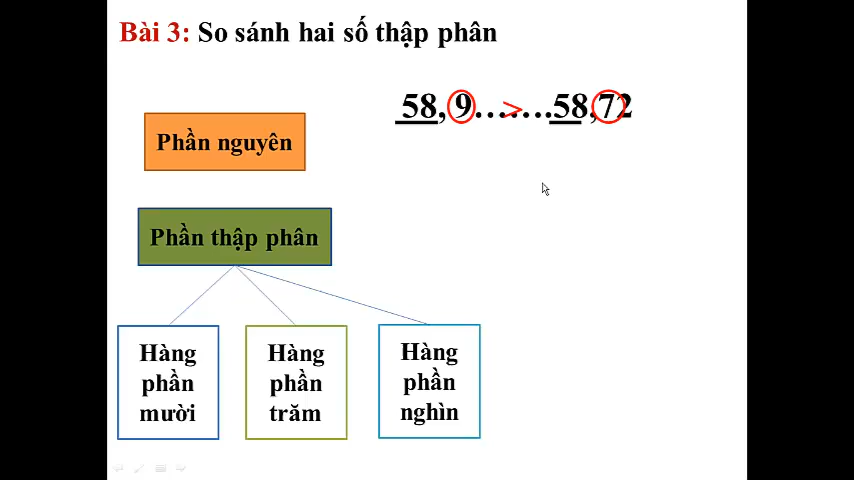 Bài 3: So sánh hai số thập phân
58,9…>….58,72
Phần nguyên
Phần thập phân
Hàng
phần
mười
Hàng
phần
trăm
Hàng
phần
nghìn